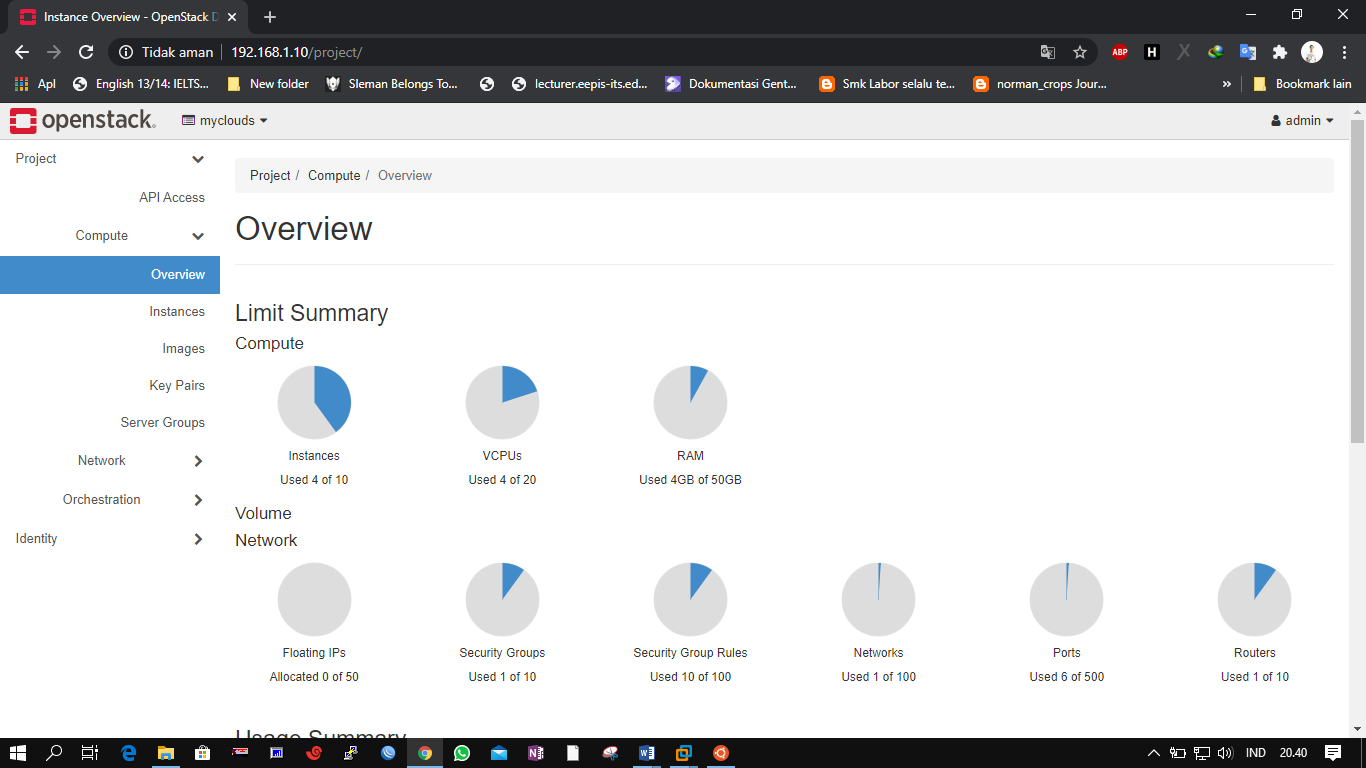 Instance Overview - OpenStack D
Tidak aman 192.168.1.10/project/
ABP H X
Apl English 13/14: IELTS... New folder Sleman Belongs To... lecturer.eepis-its.ed... Dokumentasi Gent... Smk Labor selalu te... norman_crops Jour... » Bookmark lain
openstack. myclouds admin
Project
API Access
Compute
Overview
Instances
Images
Key Pairs
Server Groups
Network
Orchestration
Identity
Project / Compute / Overview
Overview
Limit Summary
Compute
Instances
Used 4 of 10
VCPUs
Used 4 of 20
RAM
Used 4GB of 50GB
Volume
Network
Floating IPs
Allocated 0 of 50
Security Groups
Used 1 of 10
Security Group Rules
Used 10 of 100
Networks
Used 1 of 100
Ports
Used 6 of 500
Routers
Used 1 of 10
Usage Summary
IND 20.40